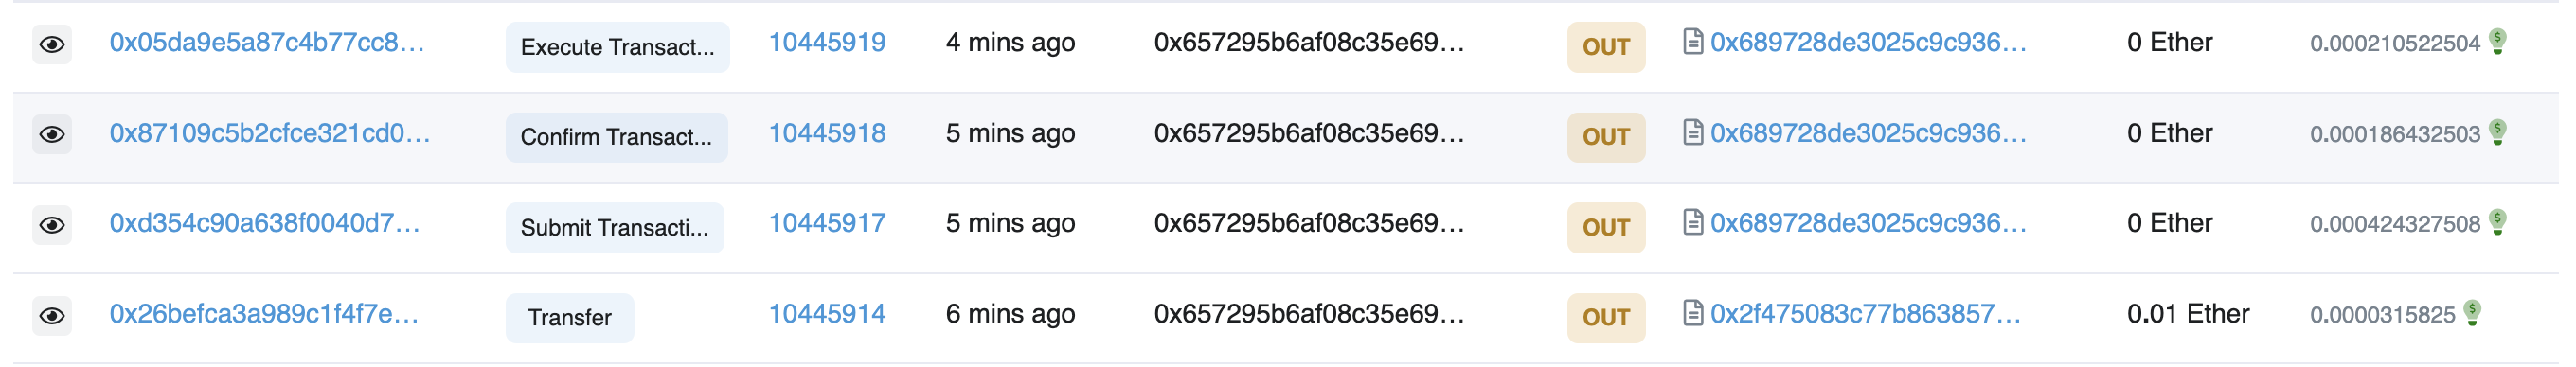 0x05da9e5a87c4b77cc8... Execute Transact... 10445919 4 mins ago 0x657295b6af08c35e69... OUT 0x689728de3025c9c936... 0 Ether 0.000210522504
0x87109c5b2cfce321cd0... Confirm Transact... 10445918 5 mins ago 0x657295b6af08c35e69... OUT 0x689728de3025c9c936... 0 Ether 0.000186432503
0xd354c90a638f0040d7... Submit Transacti... 10445917 5 mins ago 0x657295b6af08c35e69... OUT 0x689728de3025c9c936... 0 Ether 0.000424327508
0x26befca3a989c1f4f7e... Transfer 10445914 6 mins ago 0x657295b6af08c35e69... OUT 0x2f475083c77b863857... 0.01 Ether 0.0000315825